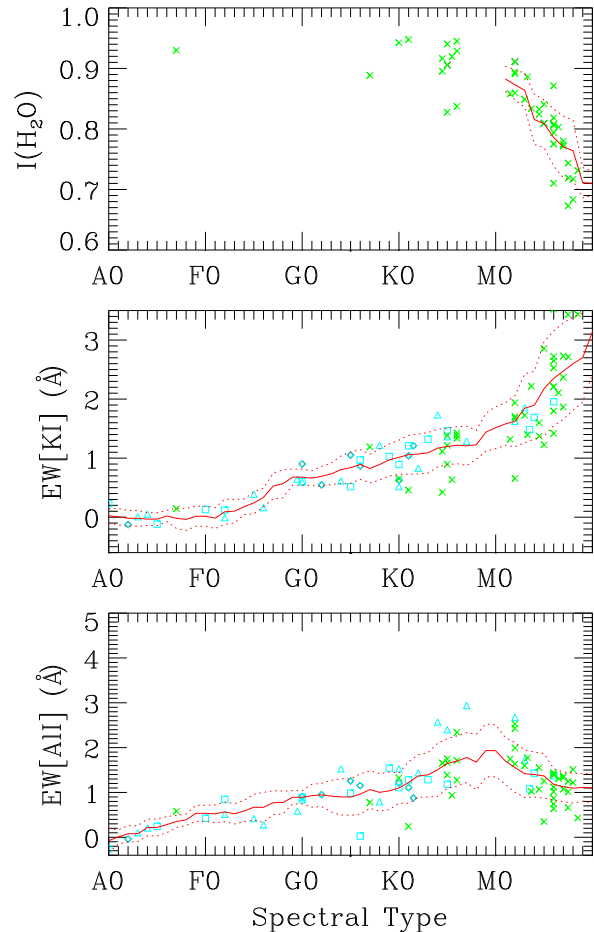 1.0
0.9
0.8
0.7
0.6
I(H₂O)
A0 F0 G0 K0 M0
3
2
1
0
EW[KI] (Å)
A0 F0 G0 K0 M0
5
4
3
2
1
0
EW[AlI] (Å)
A0 F0 G0 K0 M0
Spectral Type